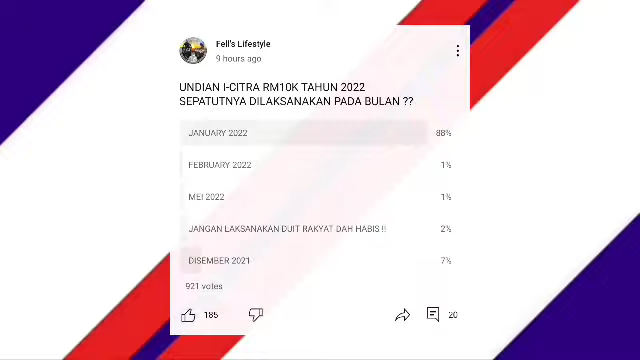 Fell's Lifestyle
9 hours ago
UNDIAN I-CITRA RM10K TAHUN 2022
SEPATUTNYA DILAKSANAKAN PADA BULAN ??
JANUARY 2022 88%
FEBRUARY 2022 1%
MEI 2022 1%
JANGAN LAKSANAKAN DUIT RAKYAT DAH HABIS !! 2%
DISEMBER 2021 7%
921 votes
185 20